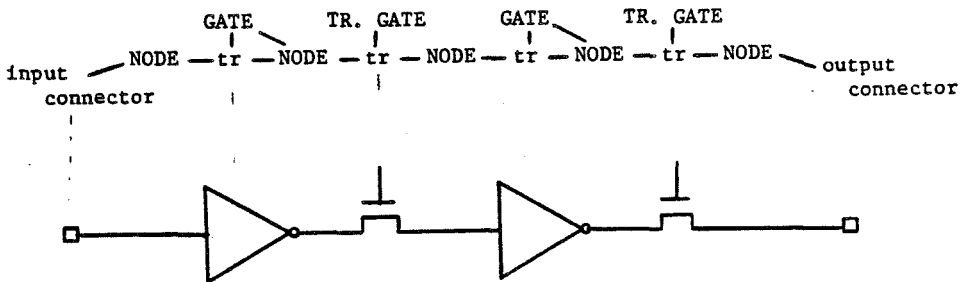 GATE TR. GATE GATE TR. GATE
NODE tr NODE tr NODE tr NODE tr NODE
input connector
output connector